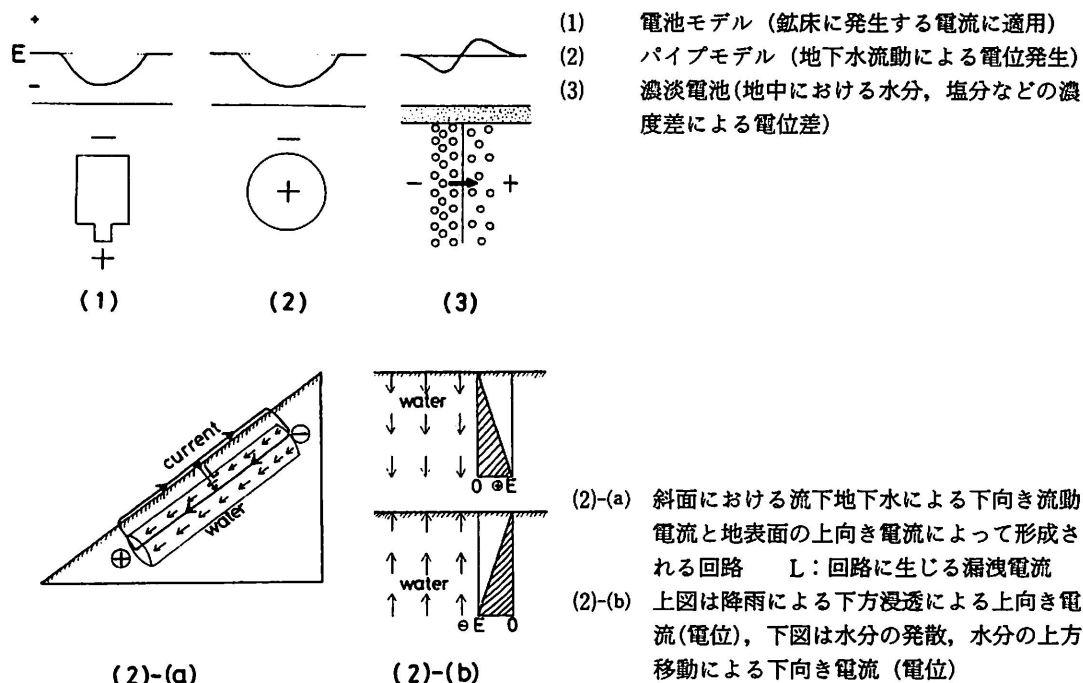 +
E
−
−
+
(1)
−
+
(2)
− +
(3)
(1) 電池モデル（鉱床に発生する電流に適用）
(2) パイプモデル（地下水流動による電位発生）
(3) 濃淡電池(地中における水分，塩分などの濃
度差による電位差）
current
⊖
L
⊕
water
(2)-(a)
water
0 ⊕E
water
⊖E 0
(2)-(b)
(2)-(a) 斜面における流下地下水による下向き流動
電流と地表面の上向き電流によって形成さ
れる回路 L：回路に生じる漏洩電流
(2)-(b) 上図は降雨による下方浸透による上向き電
流(電位)，下図は水分の発散，水分の上方
移動による下向き電流（電位）